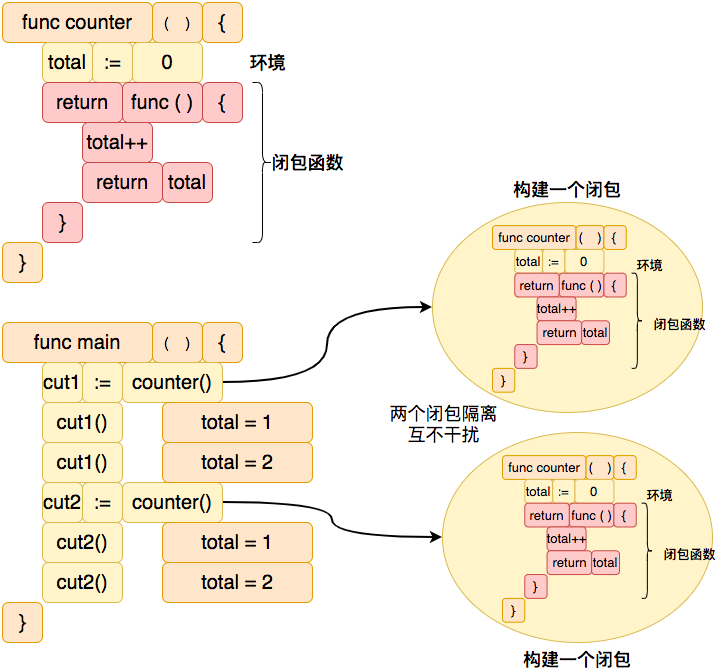 func counter ( ) {
total := 0 环境
return func ( ) {
total++
闭包函数
return total
}
}
func main ( ) {
cut1 := counter()
cut1() total = 1
cut1() total = 2
cut2 := counter()
cut2() total = 1
cut2() total = 2
}
构建一个闭包
func counter ( ) {
total := 0 环境
return func ( ) {
total++
闭包函数
return total
}
}
两个闭包隔离
互不干扰
func counter ( ) {
total := 0 环境
return func ( ) {
total++
闭包函数
return total
}
}
构建一个闭包